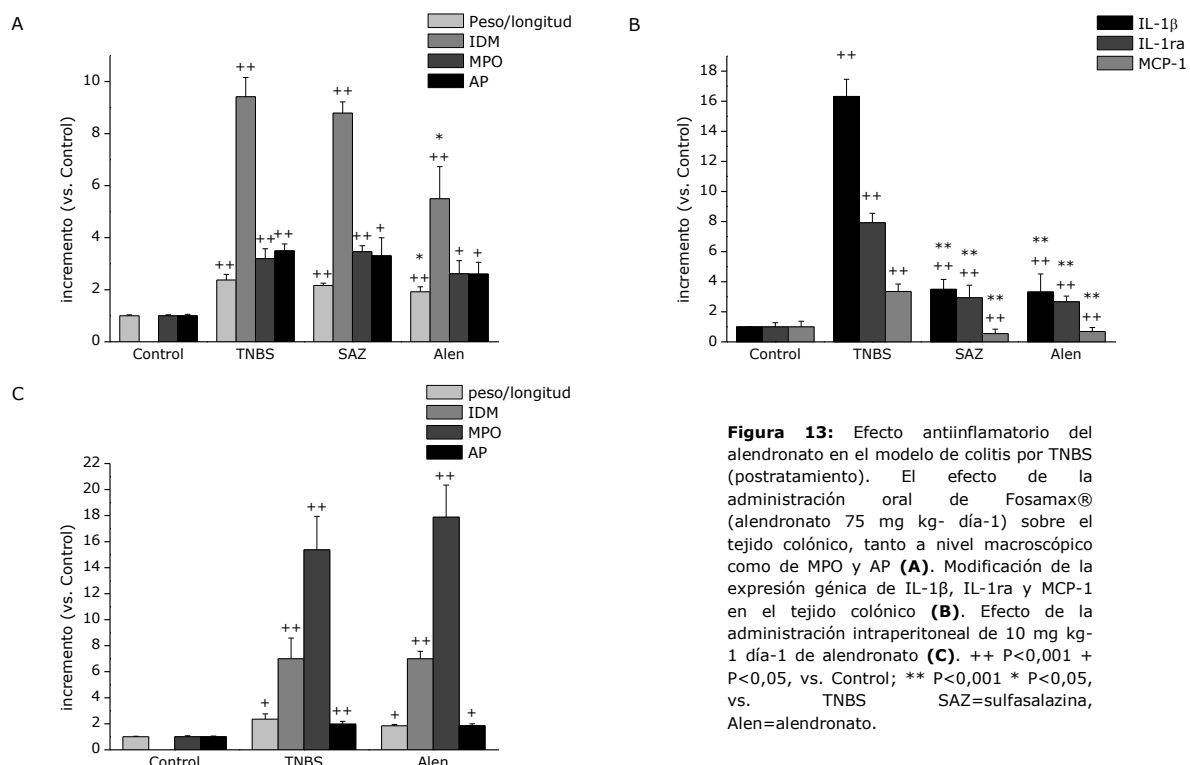 A
Peso/longitud
IDM
MPO
AP
incremento (vs. Control)
10
8
6
4
2
0
++
++
++
++
++
++
++
+
*
++
*
++
+
+
Control
TNBS
SAZ
Alen
B
IL-1β
IL-1ra
MCP-1
incremento (vs. Control)
18
16
14
12
10
8
6
4
2
0
++
++
++
**
++
**
++
**
++
**
++
**
++
**
++
Control
TNBS
SAZ
Alen
C
peso/longitud
IDM
MPO
AP
incremento (vs. Control)
22
20
18
16
14
12
10
8
6
4
2
0
+
++
++
++
+
++
++
+
Control
TNBS
Alen
Figura 13: Efecto antiinflamatorio del
alendronato en el modelo de colitis por TNBS
(postratamiento). El efecto de la
administración oral de Fosamax®
(alendronato 75 mg kg- día-1) sobre el
tejido colónico, tanto a nivel macroscópico
como de MPO y AP (A). Modificación de la
expresión génica de IL-1β, IL-1ra y MCP-1
en el tejido colónico (B). Efecto de la
administración intraperitoneal de 10 mg kg-
1 día-1 de alendronato (C). ++ P<0,001 +
P<0,05, vs. Control; ** P<0,001 * P<0,05,
vs. TNBS SAZ=sulfasalazina,
Alen=alendronato.